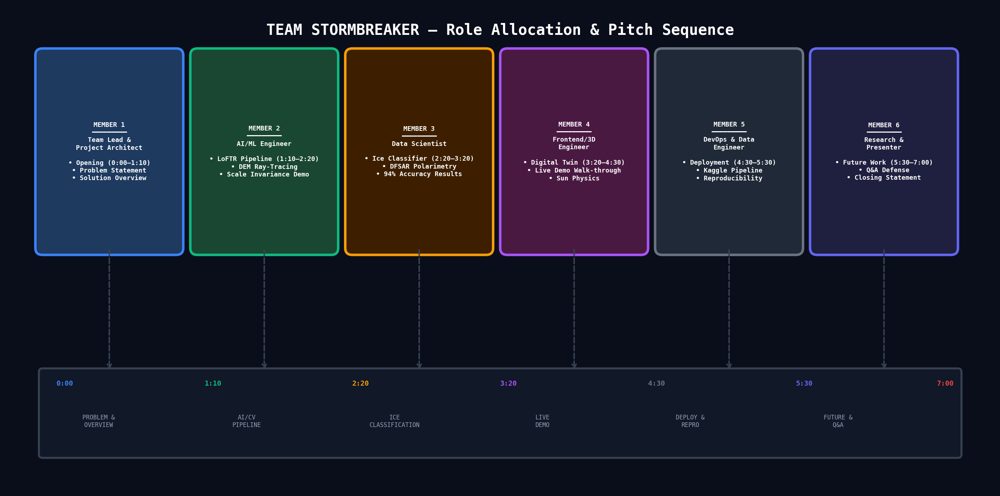 TEAM STORMBREAKER — Role Allocation & Pitch Sequence
MEMBER 1
Team Lead &
Project Architect
• Opening (0:00–1:10)
• Problem Statement
• Solution Overview
MEMBER 2
AI/ML Engineer
• LoFTR Pipeline (1:10–2:20)
• DEM Ray-Tracing
• Scale Invariance Demo
MEMBER 3
Data Scientist
• Ice Classifier (2:20–3:20)
• DFSAR Polarimetry
• 94% Accuracy Results
MEMBER 4
Frontend/3D
Engineer
• Digital Twin (3:20–4:30)
• Live Demo Walk-through
• Sun Physics
MEMBER 5
DevOps & Data
Engineer
• Deployment (4:30–5:30)
• Kaggle Pipeline
• Reproducibility
MEMBER 6
Research &
Presenter
• Future Work (5:30–7:00)
• Q&A Defense
• Closing Statement
0:00
1:10
2:20
3:20
4:30
5:30
7:00
PROBLEM &
OVERVIEW
AI/CV
PIPELINE
ICE
CLASSIFICATION
LIVE
DEMO
DEPLOY &
REPRO
FUTURE &
Q&A